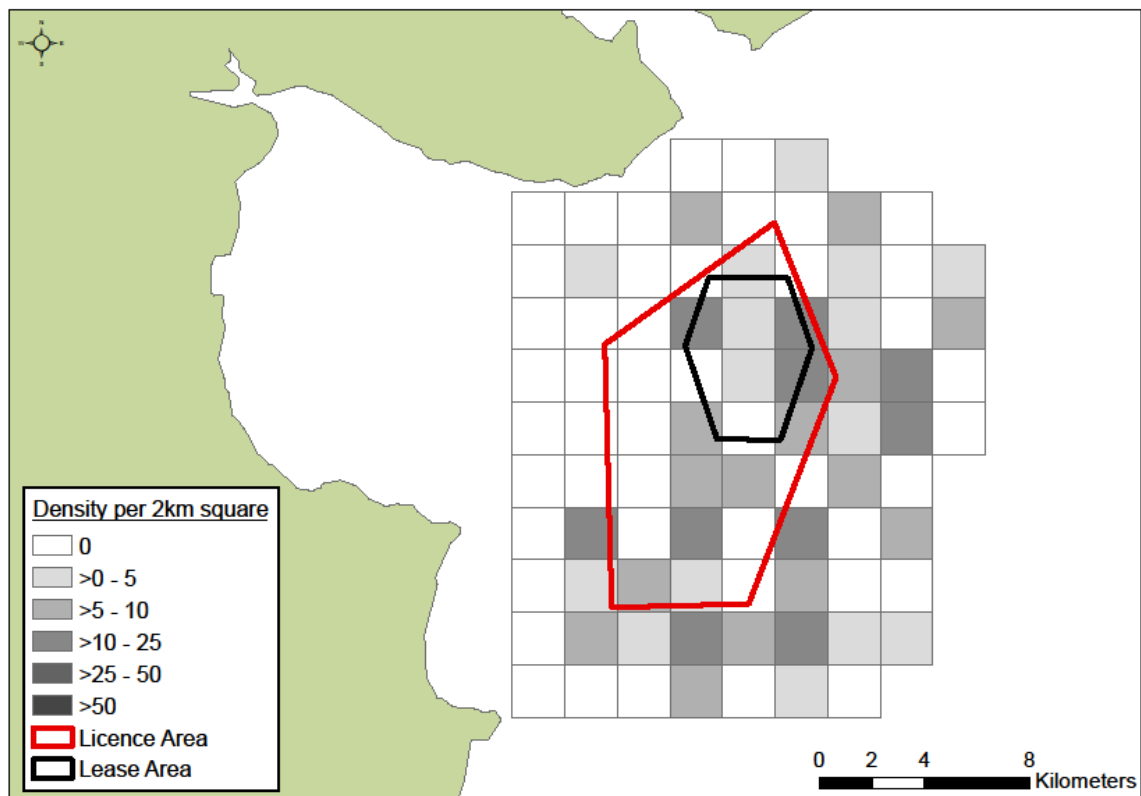 N
E
S
Density per 2km square
0
>0 - 5
>5 - 10
>10 - 25
>25 - 50
>50
Licence Area
Lease Area
0 2 4 8
Kilometers